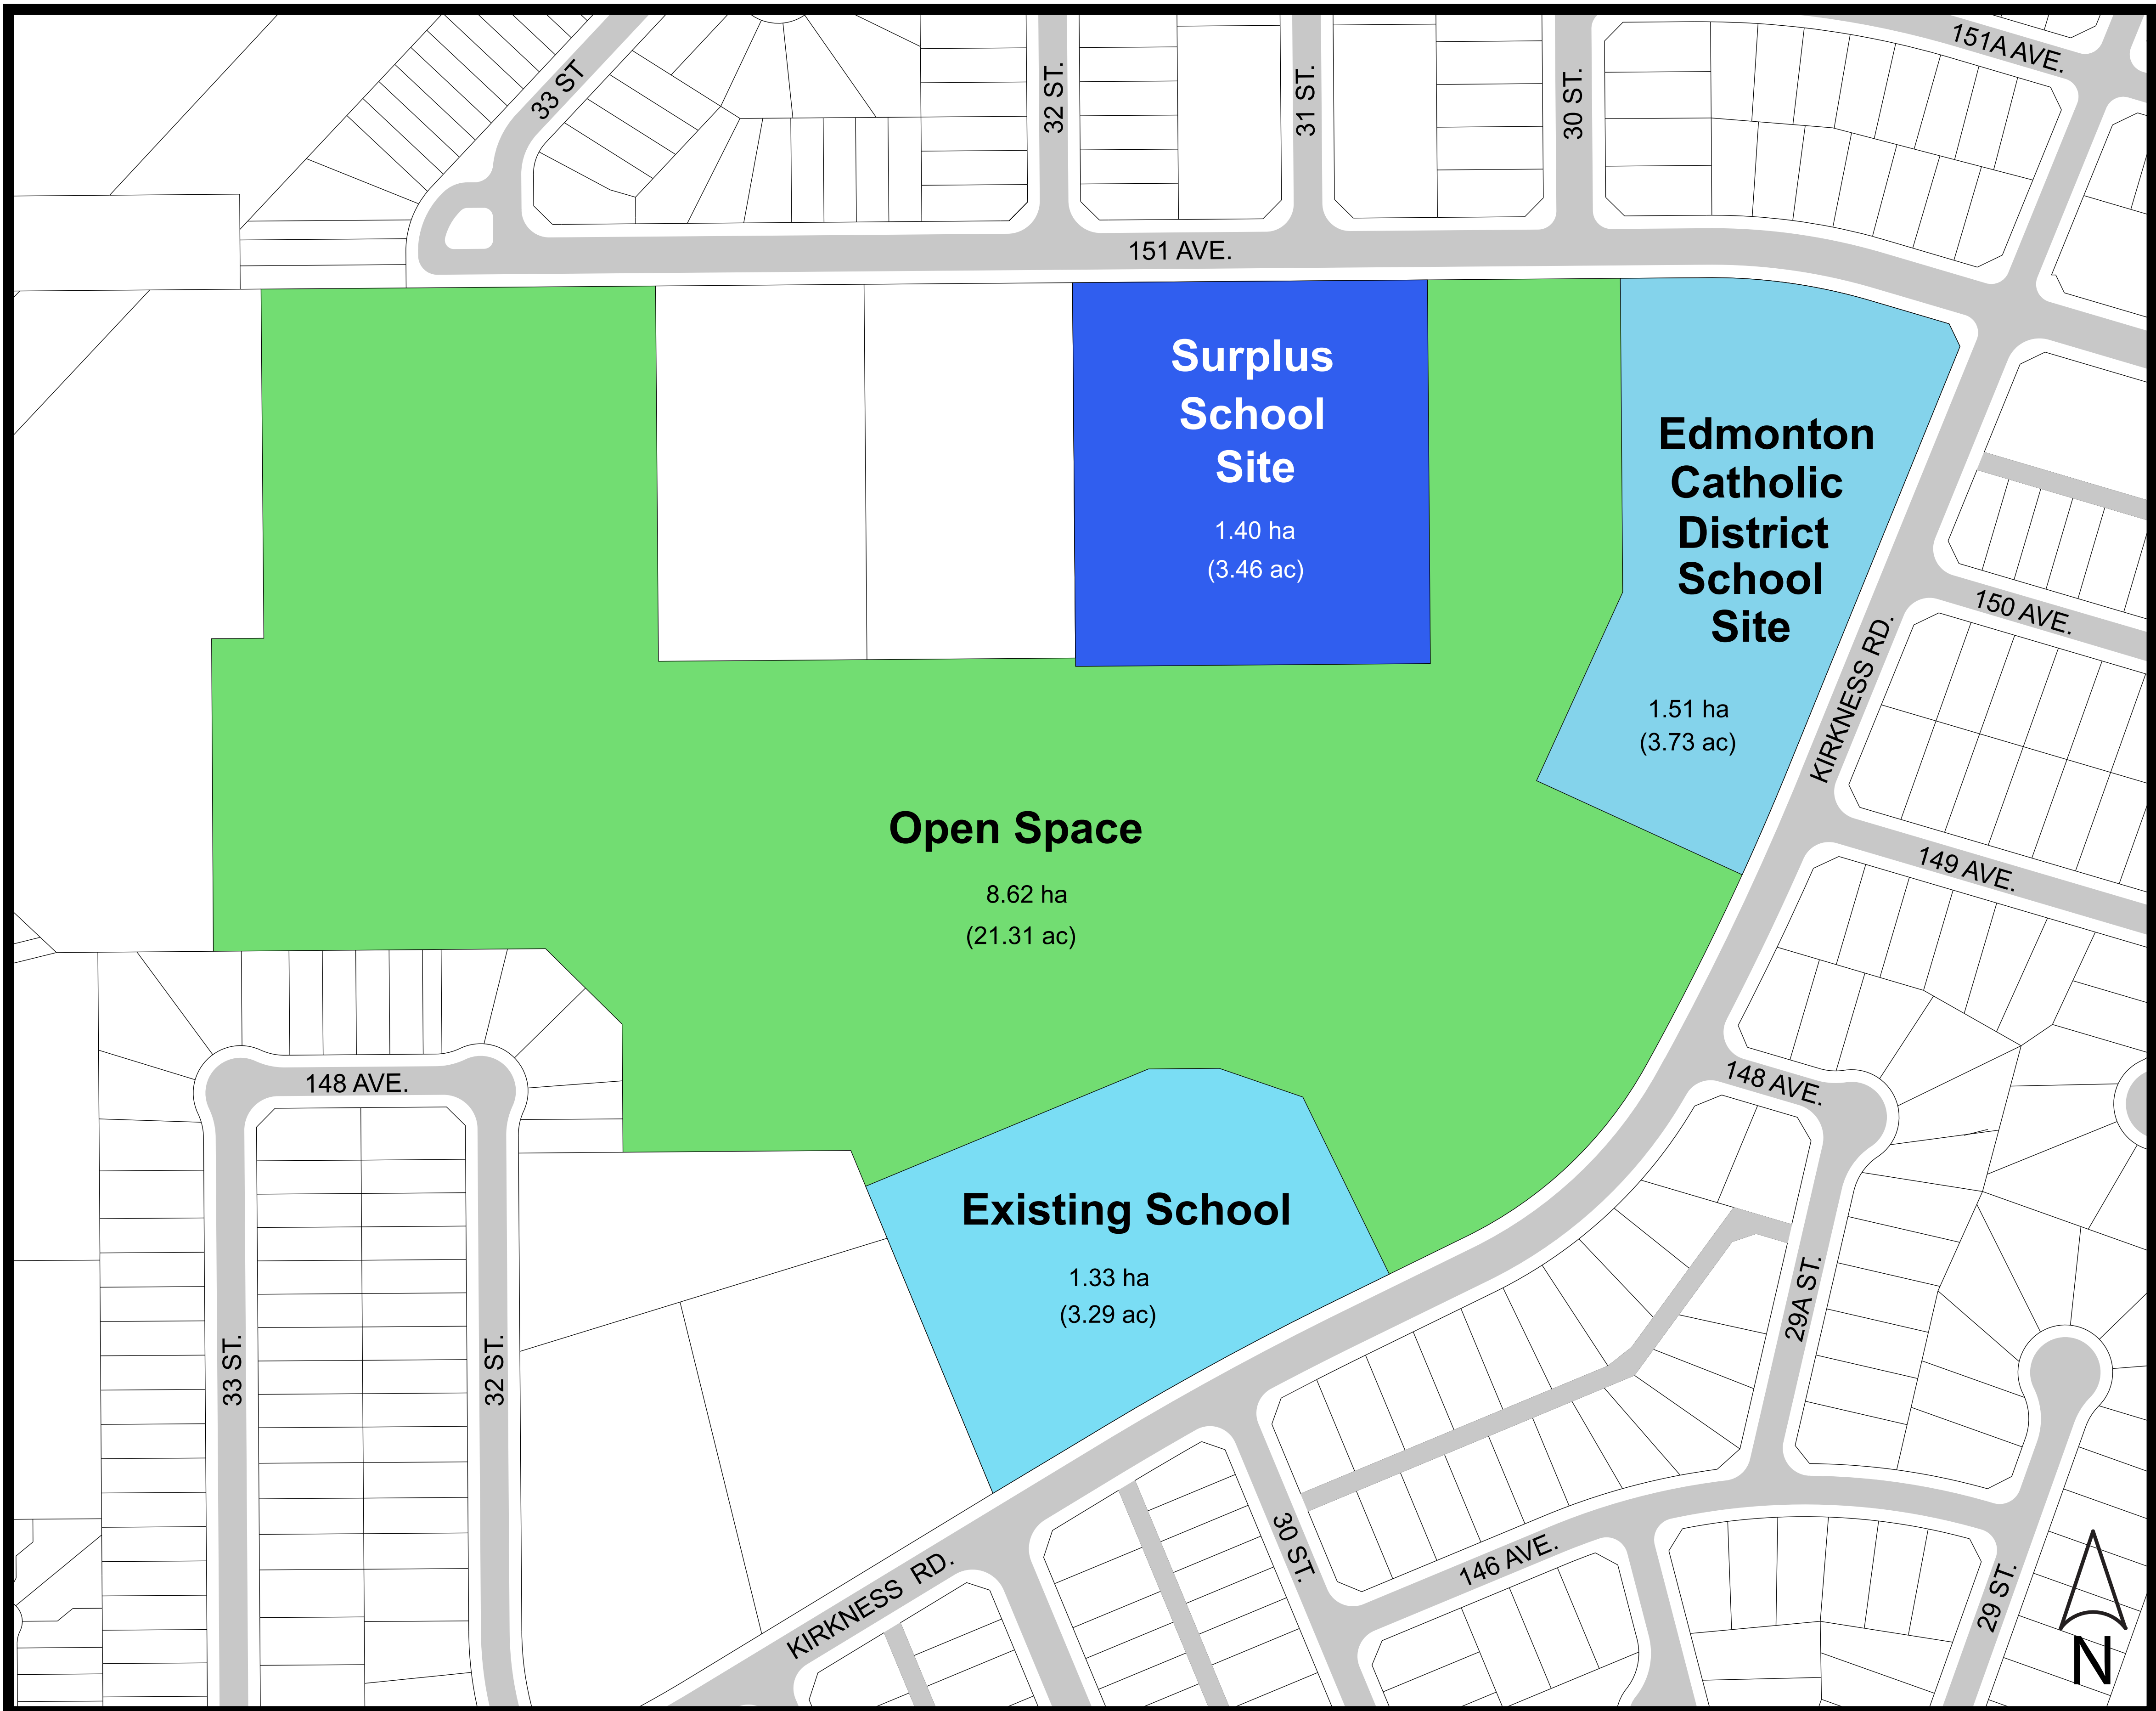 151A AVE.
33 ST
32 ST.
31 ST.
30 ST.
151 AVE.
Surplus
School
Site
1.40 ha
(3.46 ac)
Edmonton
Catholic
District
School
Site
1.51 ha
(3.73 ac)
150 AVE.
KIRKNESS RD.
Open Space
8.62 ha
(21.31 ac)
149 AVE.
148 AVE.
148 AVE.
Existing School
1.33 ha
(3.29 ac)
29A ST.
33 ST.
32 ST.
30 ST.
146 AVE.
KIRKNESS RD.
29 ST.
N